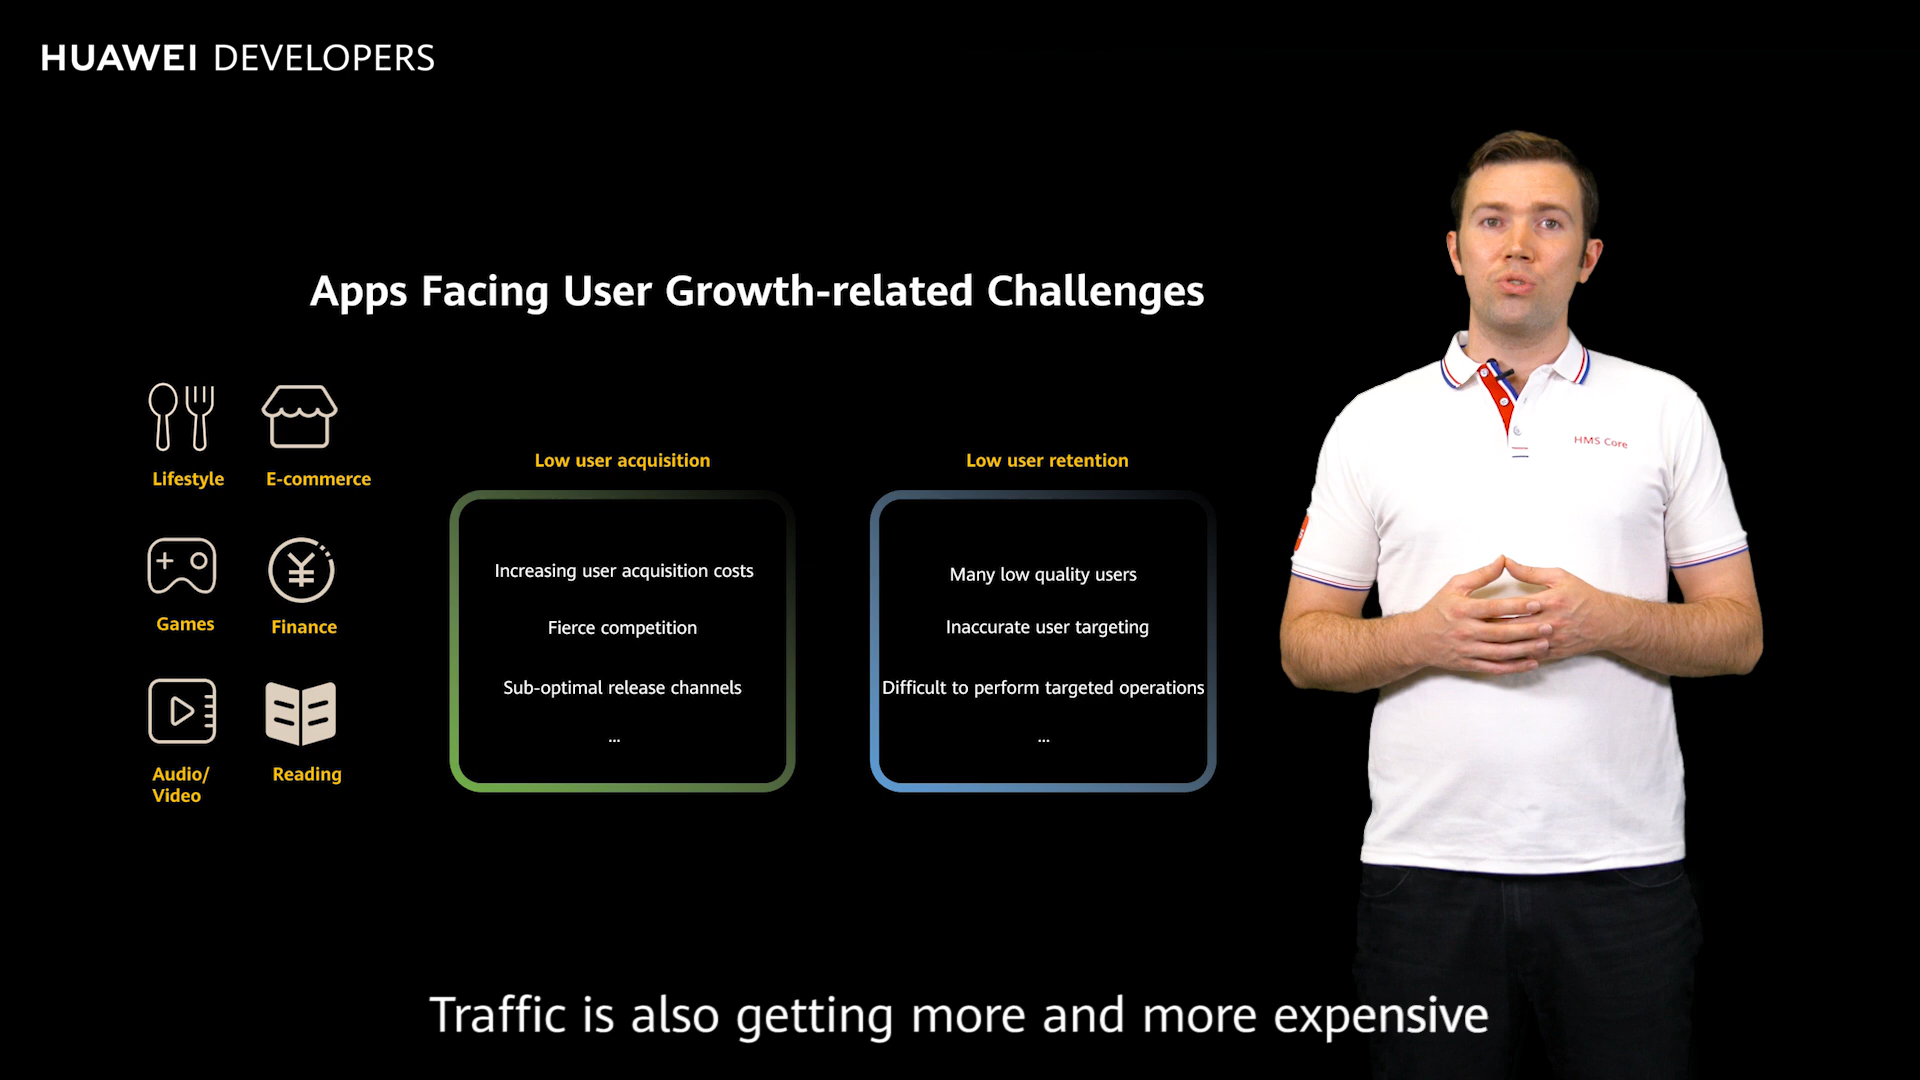 HUAWEI DEVELOPERS
Apps Facing User Growth-related Challenges
Lifestyle
E-commerce
Games
Finance
Audio/
Video
Reading
Low user acquisition
Increasing user acquisition costs
Fierce competition
Sub-optimal release channels
...
Low user retention
Many low quality users
Inaccurate user targeting
Difficult to perform targeted operations
...
HMS Core
Traffic is also getting more and more expensive